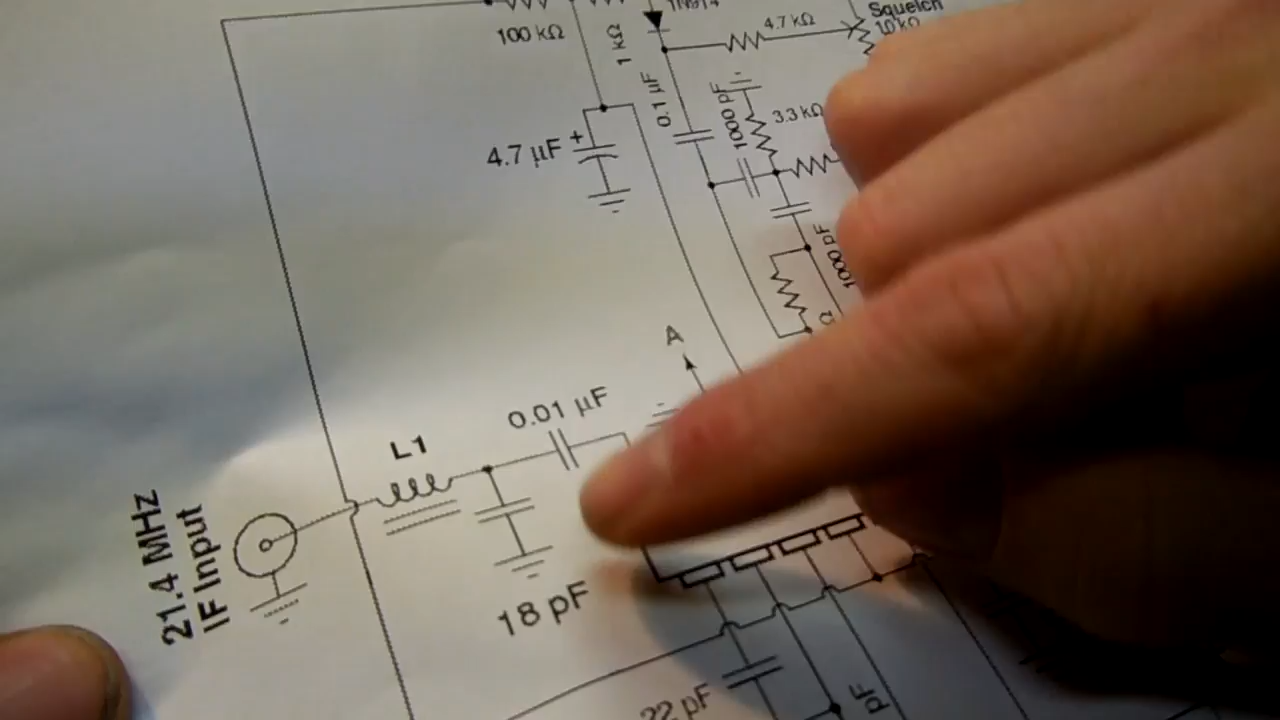 1N914
Squelch
10 kΩ
4.7 kΩ
100 kΩ
1 kΩ
0.1 µF
1000 pF
3.3 kΩ
4.7 µF
+
1000 pF
Ω
A
0.01 µF
L1
21.4 MHz
IF Input
18 pF
22 pF
pF